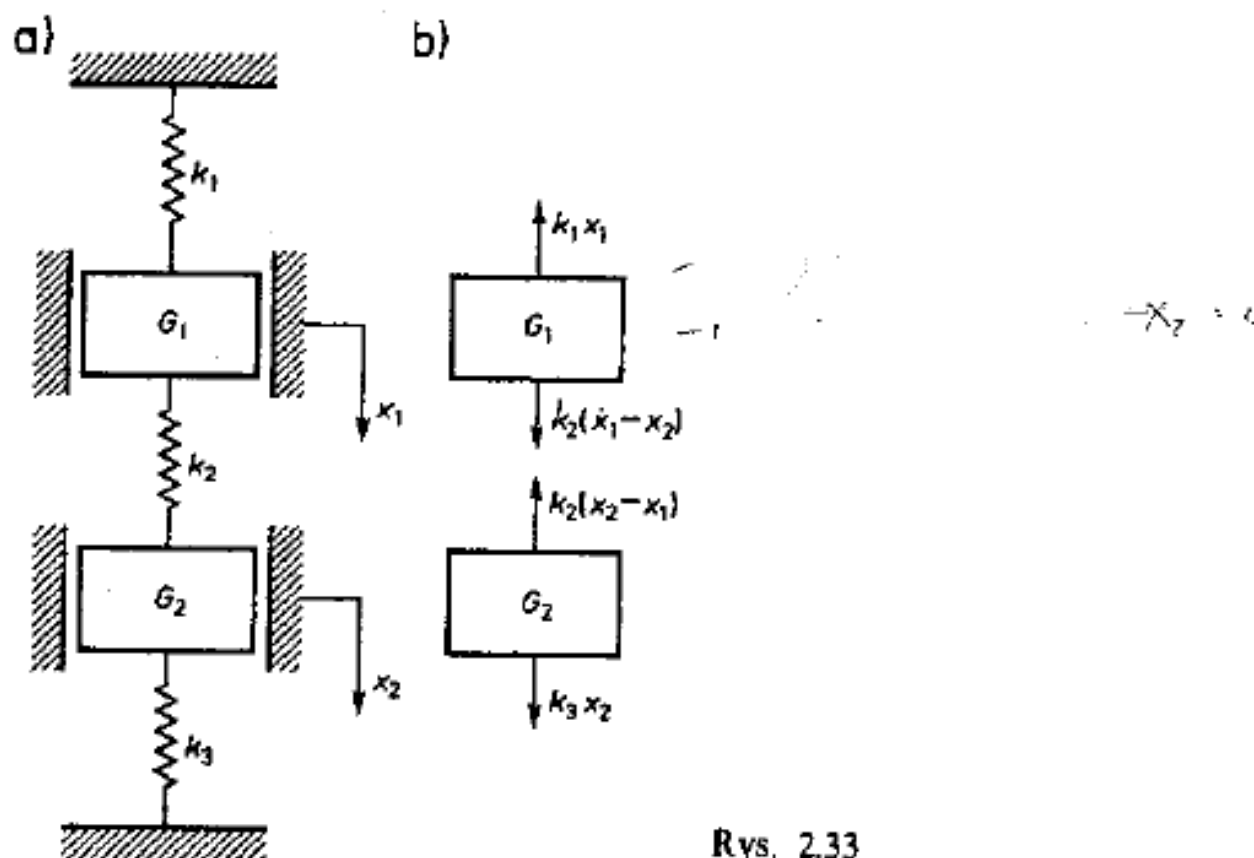 a)
b)
k₁
G₁
x₁
k₂
G₂
x₂
k₃
k₁x₁
G₁
k₂(x₁−x₂)
k₂(x₂−x₁)
G₂
k₃x₂
Rys. 2.33